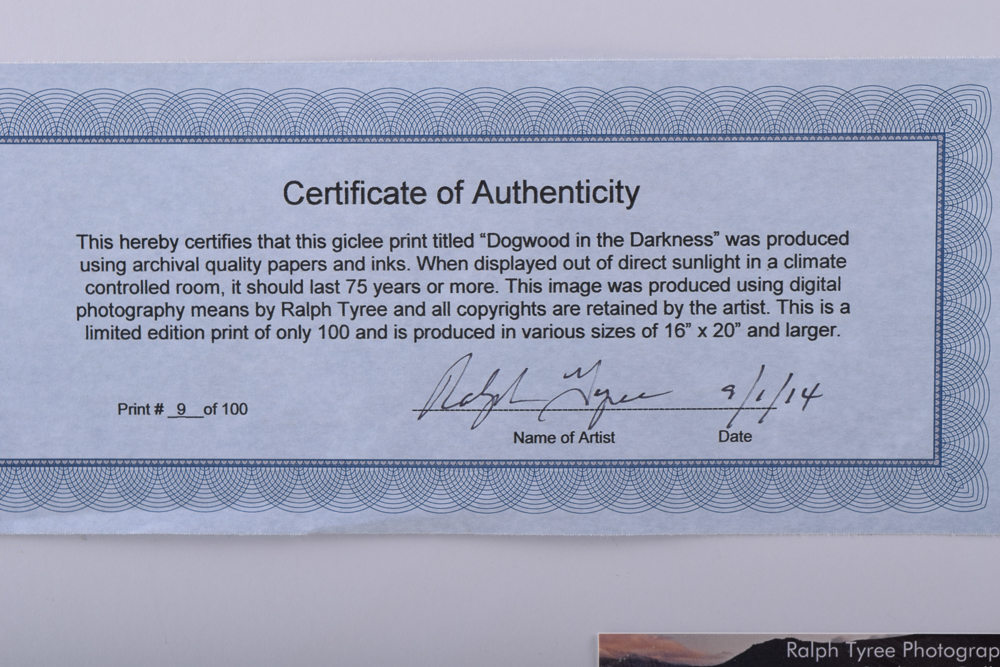 Certificate of Authenticity
This hereby certifies that this giclee print titled “Dogwood in the Darkness” was produced
using archival quality papers and inks. When displayed out of direct sunlight in a climate
controlled room, it should last 75 years or more. This image was produced using digital
photography means by Ralph Tyree and all copyrights are retained by the artist. This is a
limited edition print of only 100 and is produced in various sizes of 16” x 20” and larger.
Ralph Tyree 9/1/14
Print # 9 of 100
Name of Artist Date
Ralph Tyree Photograp